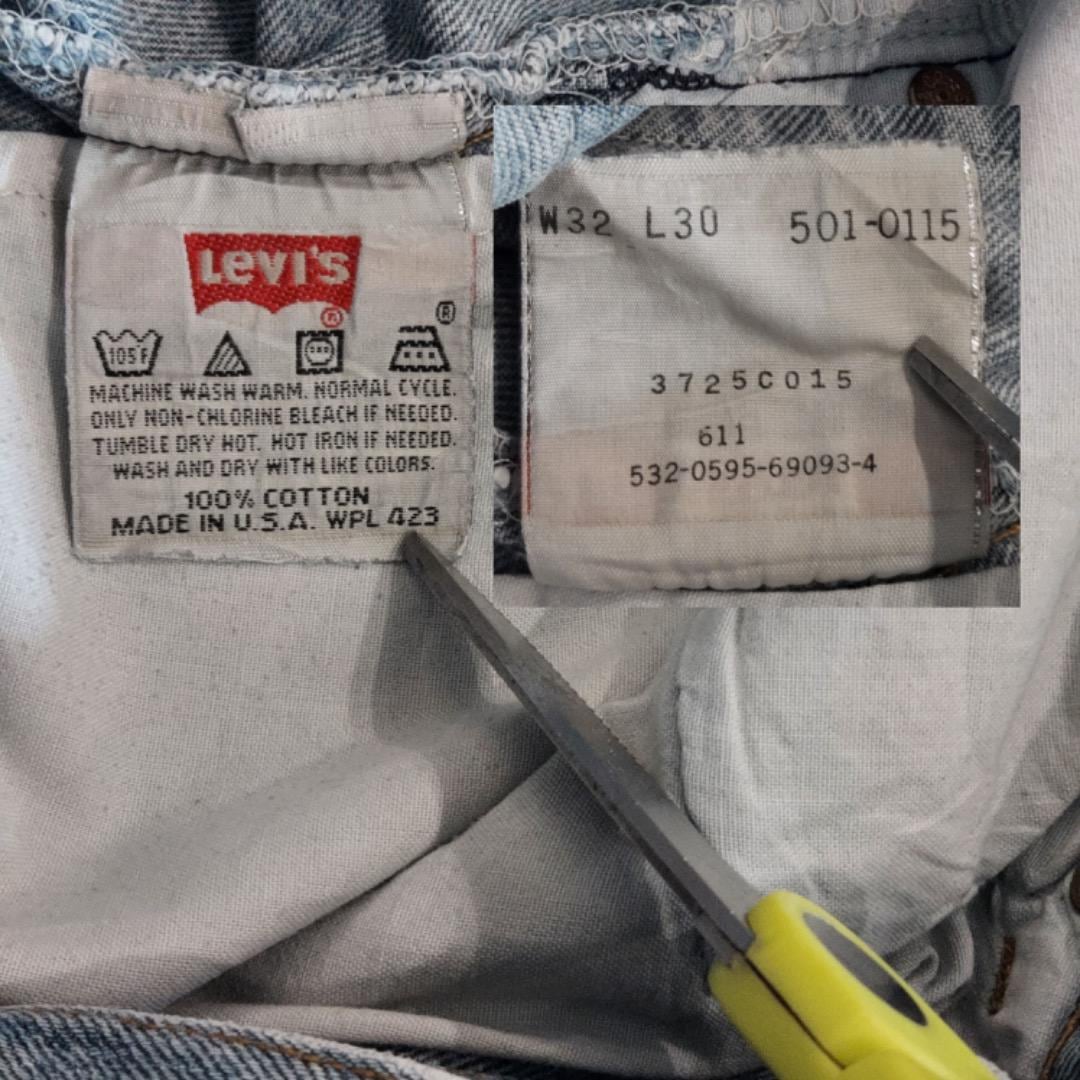 LEVI'S
®
®
105°F
MACHINE WASH WARM. NORMAL CYCLE.
ONLY NON-CHLORINE BLEACH IF NEEDED.
TUMBLE DRY HOT. HOT IRON IF NEEDED.
WASH AND DRY WITH LIKE COLORS.
100% COTTON
MADE IN U.S.A. WPL 423
W32 L30 501-0115
3725C015
611
532-0595-69093-4